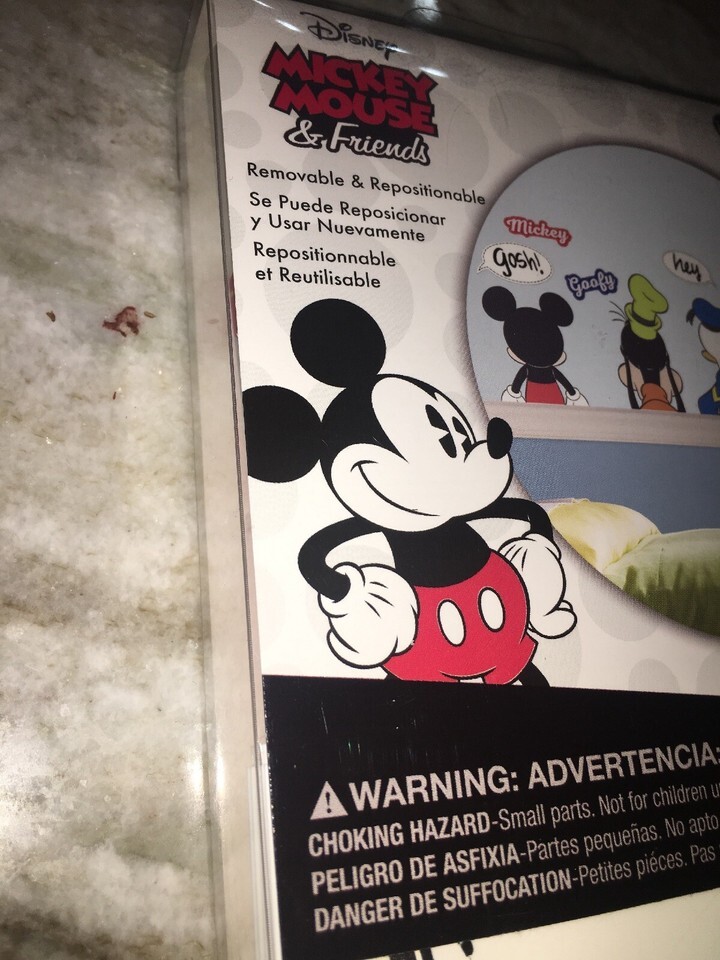 Disney
MICKEY
MOUSE
& Friends
Removable & Repositionable
Se Puede Reposicionar
y Usar Nuevamente
Repositionnable
et Reutilisable
Mickey
gosh!
Goofy
hey
WARNING: ADVERTENCIA:
CHOKING HAZARD-Small parts. Not for children
PELIGRO DE ASFIXIA-Partes pequeñas. No apto
DANGER DE SUFFOCATION-Petites piéces. Pas